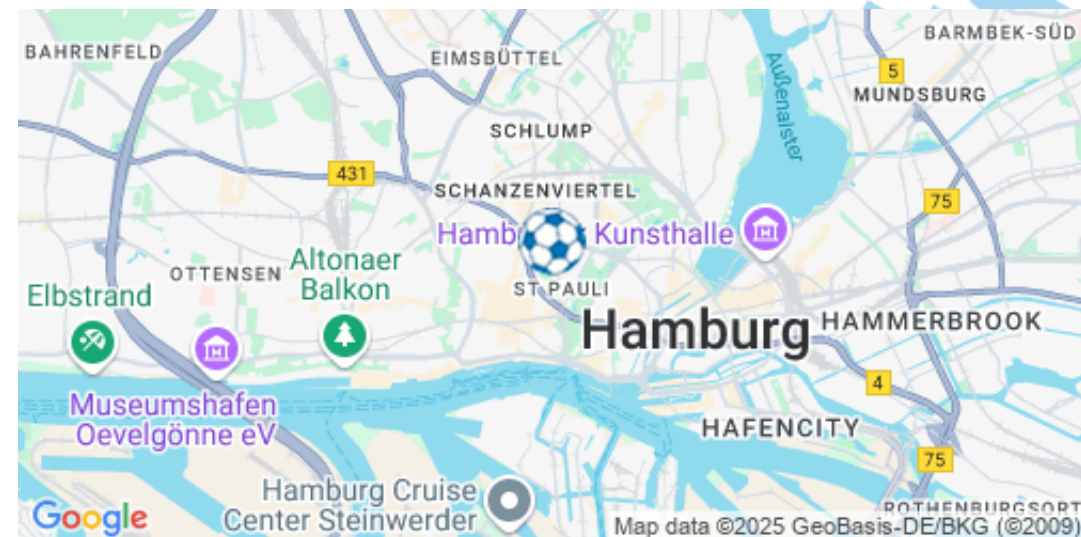 BARMBEK-SÜD
BAHRENFELD
EIMSBÜTTEL
5
Außenalster
MUNDSBURG
SCHLUMP
431
SCHANZENVIERTEL
75
Hamb
Kunsthalle
OTTENSEN
Altonaer
Balkon
ST PAULI
Elbstrand
Hamburg
HAMMERBROOK
4
Museumshafen
Oevelgönne eV
HAFENCITY
75
Hamburg Cruise
Center Steinwerder
ROTHENBURGSORT
Google
Map data ©2025 GeoBasis-DE/BKG (©2009)